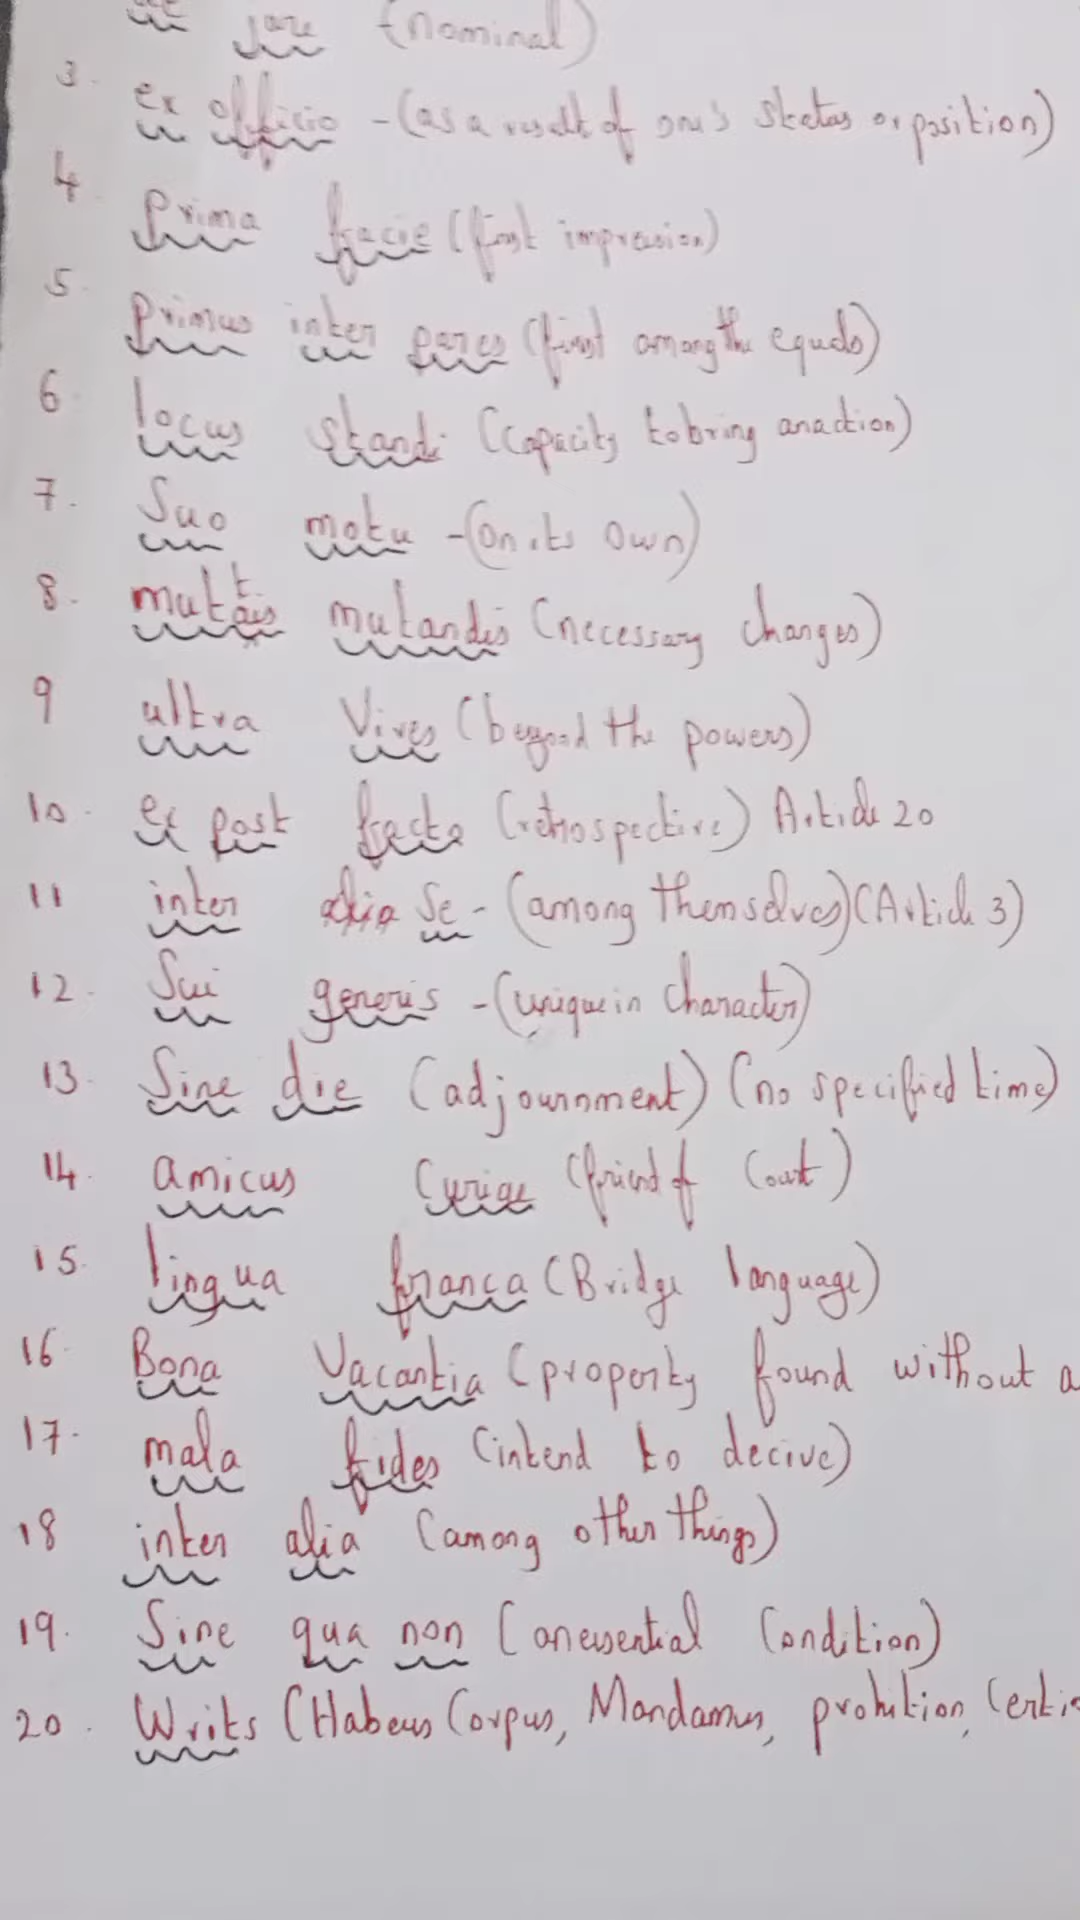 jure (nominal)
3. ex officio - (as a result of one's status or position)
4. Prima facie (first impression)
5. Primus inter pares (first among the equals)
6. locus standi (capacity to bring an action)
7. Suo motu - (on its own)
8. mutatis mutandis (necessary changes)
9 ultra Vires (beyond the powers)
10. ex post facto (retrospective) Article 20
11 inter alia se - (among themselves) (Article 3)
12. Sui generis - (unique in character)
13. Sine die (adjournment) (no specified time)
14. amicus Curiae (friend of Court)
15. lingua franca (Bridge language)
16 Bona Vacantia (property found without a
17. mala fides (intend to decive)
18 inter alia (among other things)
19. Sine qua non (an essential Condition)
20. Writs (Habeus Corpus, Mandamus, prohition, Certi